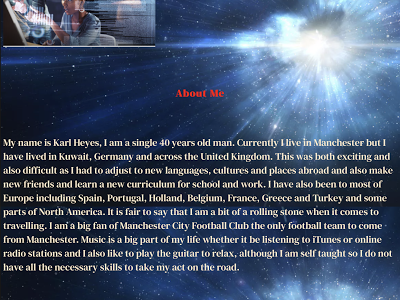 About Me
My name is Karl Heyes, I am a single 40 years old man. Currently I live in Manchester but I
have lived in Kuwait, Germany and across the United Kingdom. This was both exciting and
also difficult as I had to adjust to new languages, cultures and places abroad and also make
new friends and learn a new curriculum for school and work. I have also been to most of
Europe including Spain, Portugal, Holland, Belgium, France, Greece and Turkey and some
parts of North America. It is fair to say that I am a bit of a rolling stone when it comes to
travelling. I am a big fan of Manchester City Football Club the only football team to come
from Manchester. Music is a big part of my life whether it be listening to iTunes or online
radio stations and I also like to play the guitar to relax, although I am self taught so I do not
have all the necessary skills to take my act on the road.